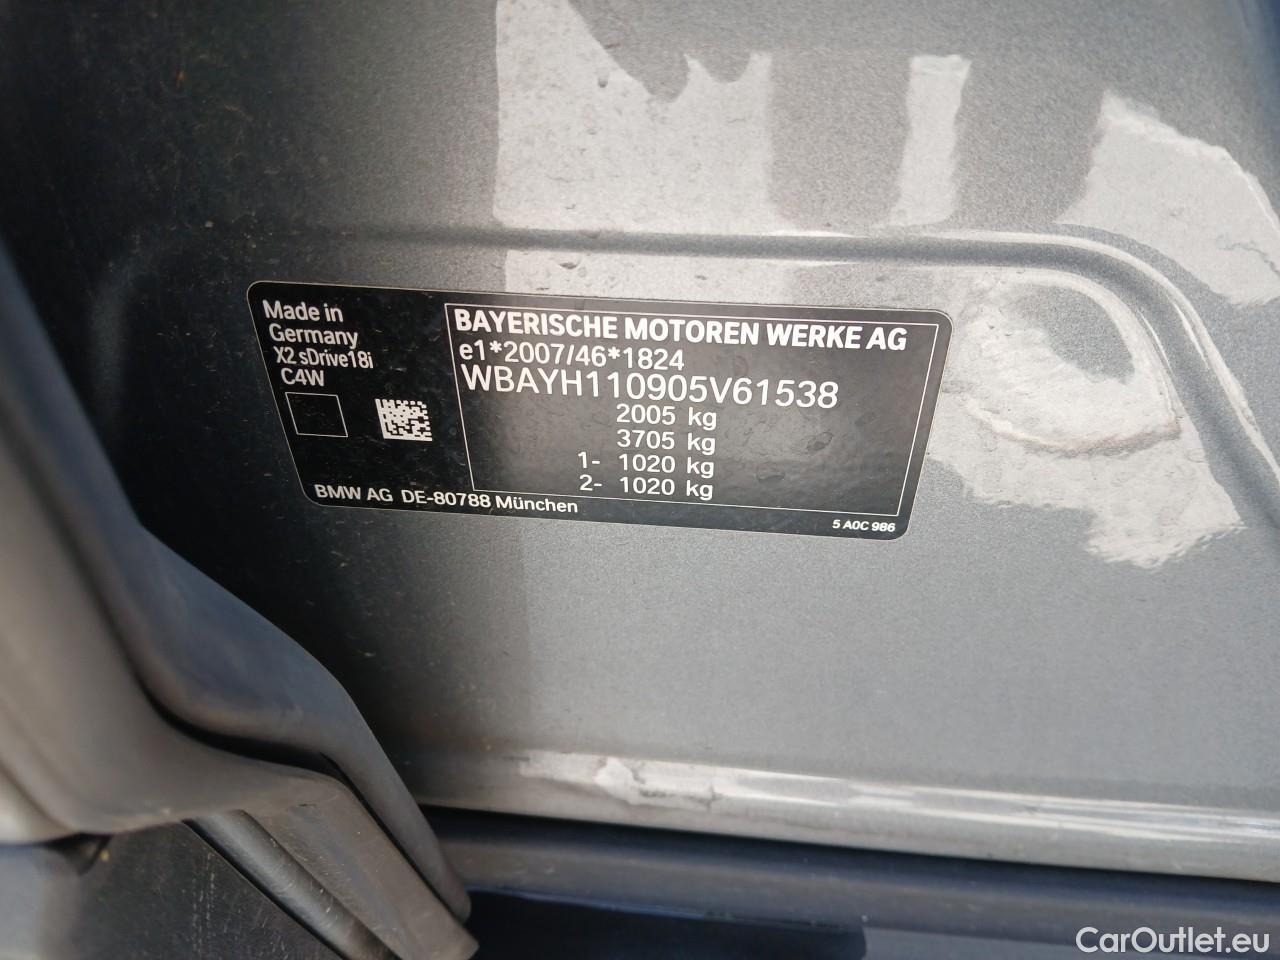 Made in
Germany
X2 sDrive18i
C4W
BAYERISCHE MOTOREN WERKE AG
e1*2007/46*1824
WBAYH110905V61538
2005 kg
3705 kg
1- 1020 kg
2- 1020 kg
BMW AG DE-80788 München
5 A0C 986
CarOutlet.eu